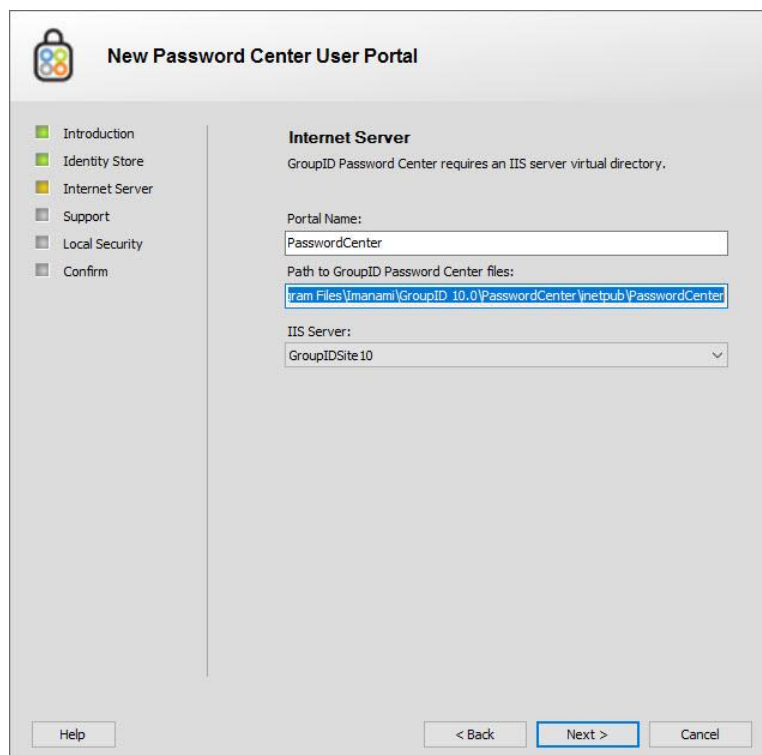 New Password Center User Portal
Introduction
Identity Store
Internet Server
Support
Local Security
Confirm
Internet Server
GroupID Password Center requires an IIS server virtual directory.
Portal Name:
PasswordCenter
Path to GroupID Password Center files:
ram Files\Imanami\GroupID 10.0\PasswordCenter\inetpub\PasswordCenter
IIS Server:
GroupIDSite10
Help
< Back
Next >
Cancel